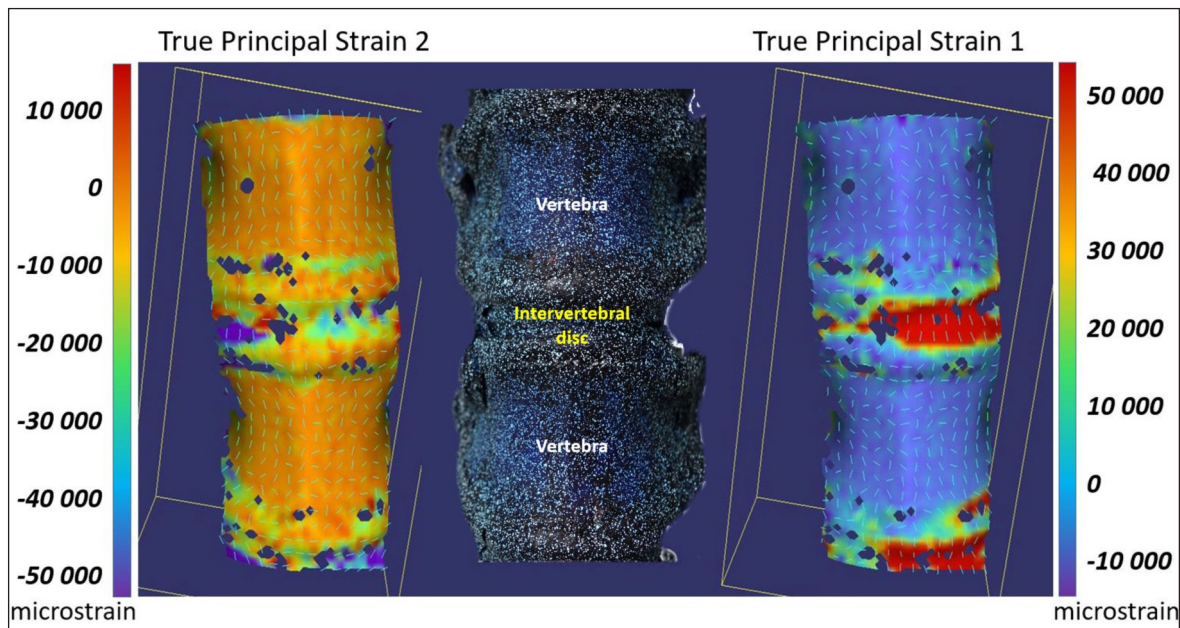 True Principal Strain 2
True Principal Strain 1
10 000
0
-10 000
-20 000
-30 000
-40 000
-50 000
microstrain
Vertebra
Intervertebral
disc
Vertebra
50 000
40 000
30 000
20 000
10 000
0
-10 000
microstrain